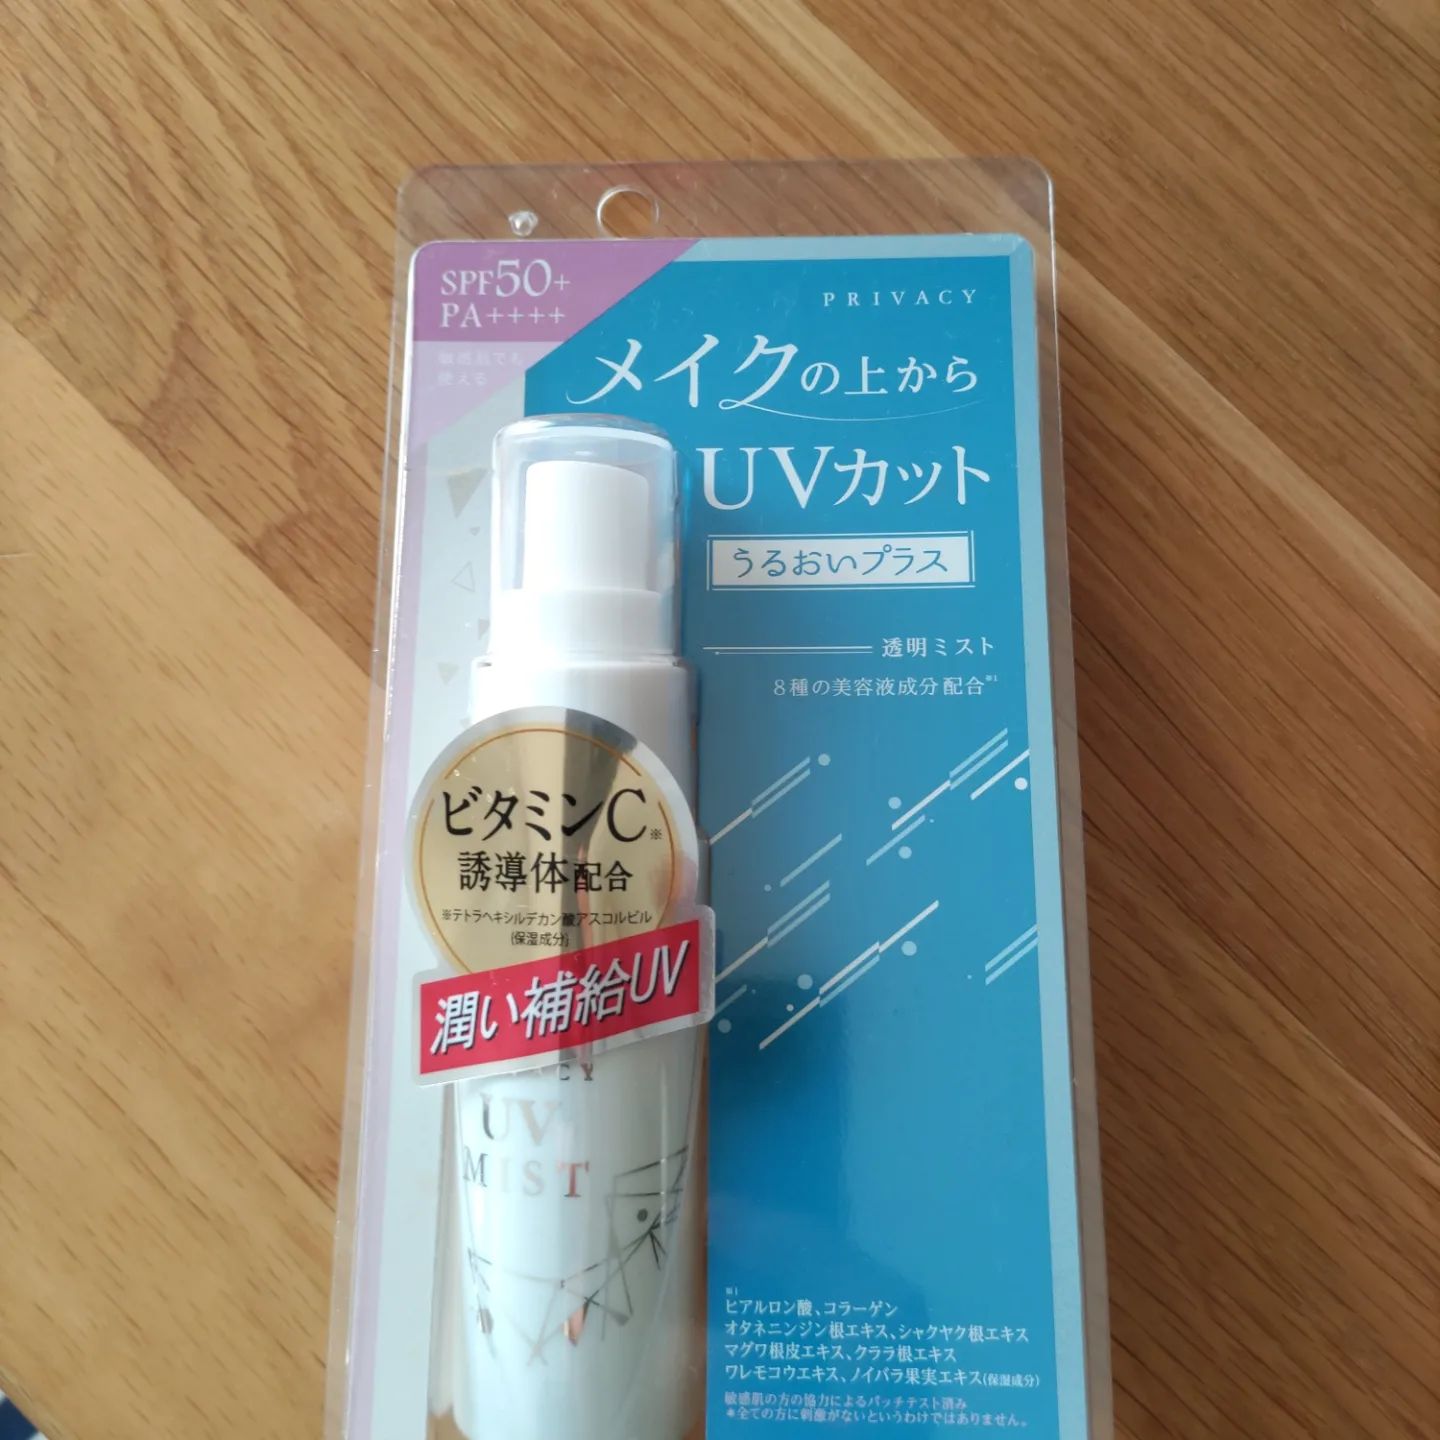 SPF50+
PA++++
敏感肌でも
使える
PRIVACY
メイクの上から
UVカット
うるおいプラス
透明ミスト
8種の美容液成分配合※1
ビタミンC※
誘導体配合
※テトラヘキシルデカン酸アスコルビル
(保湿成分)
潤い補給UV
UV
MIST
※1
ヒアルロン酸、コラーゲン
オタネニンジン根エキス、シャクヤク根エキス
マグワ根皮エキス、クララ根エキス
ワレモコウエキス、ノイバラ果実エキス(保湿成分)
敏感肌の方の協力によるパッチテスト済み
＊全ての方に刺激がないというわけではありません。